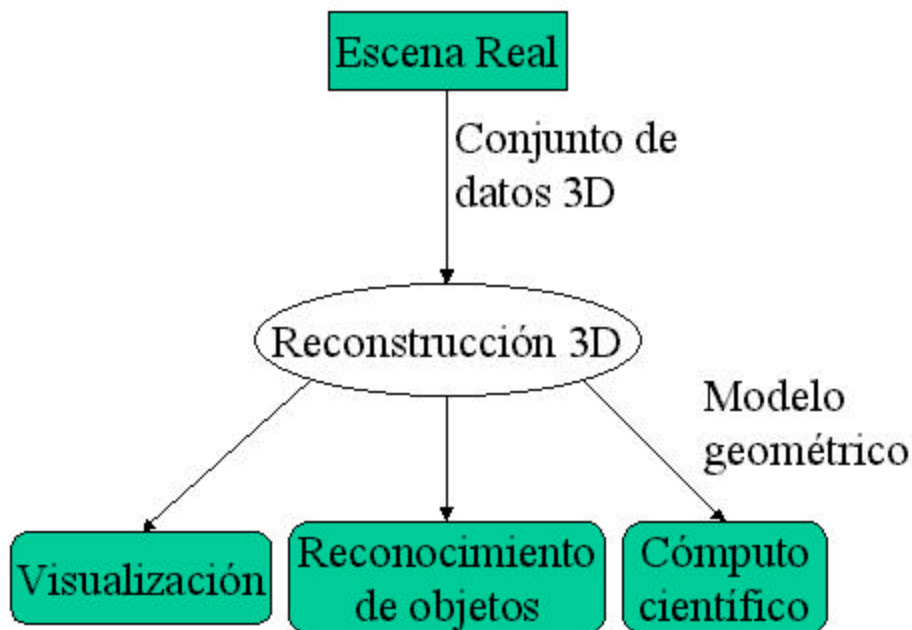 Escena Real
Conjunto de
datos 3D
Reconstrucción 3D
Modelo
geométrico
Visualización
Reconocimiento
de objetos
Cómputo
científico